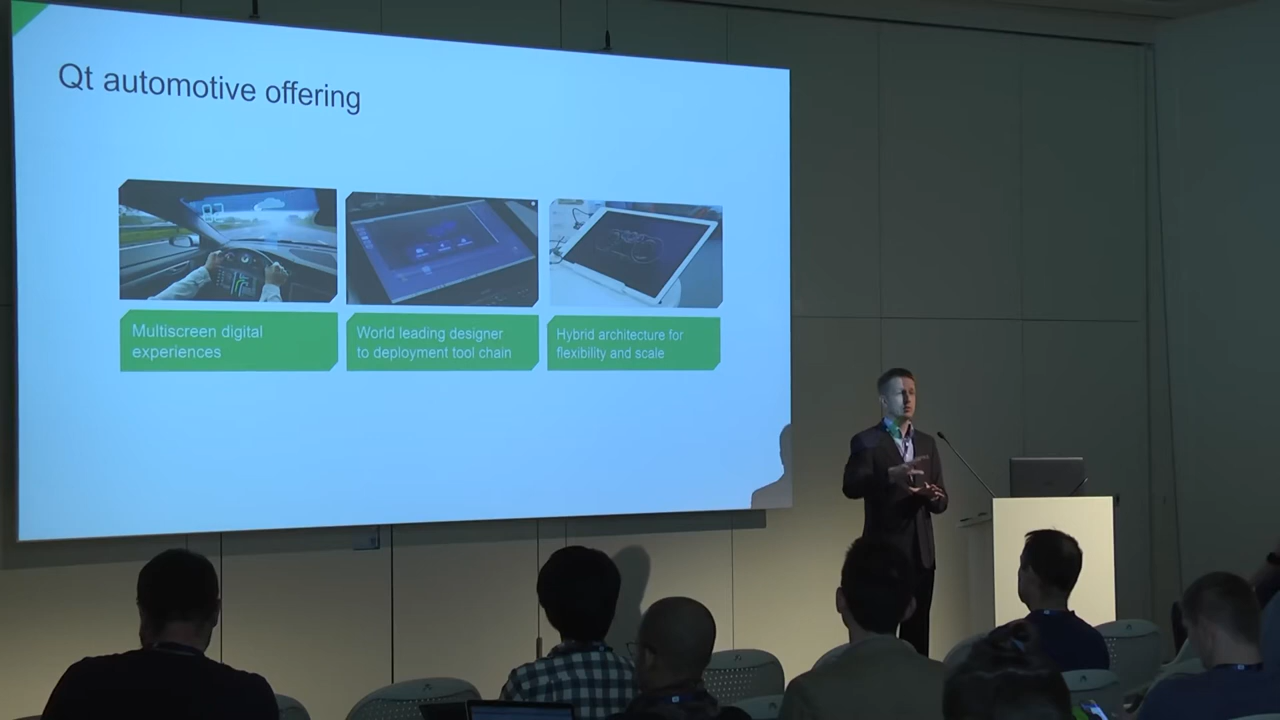 Qt automotive offering
Multiscreen digital
experiences
World leading designer
to deployment tool chain
Hybrid architecture for
flexibility and scale